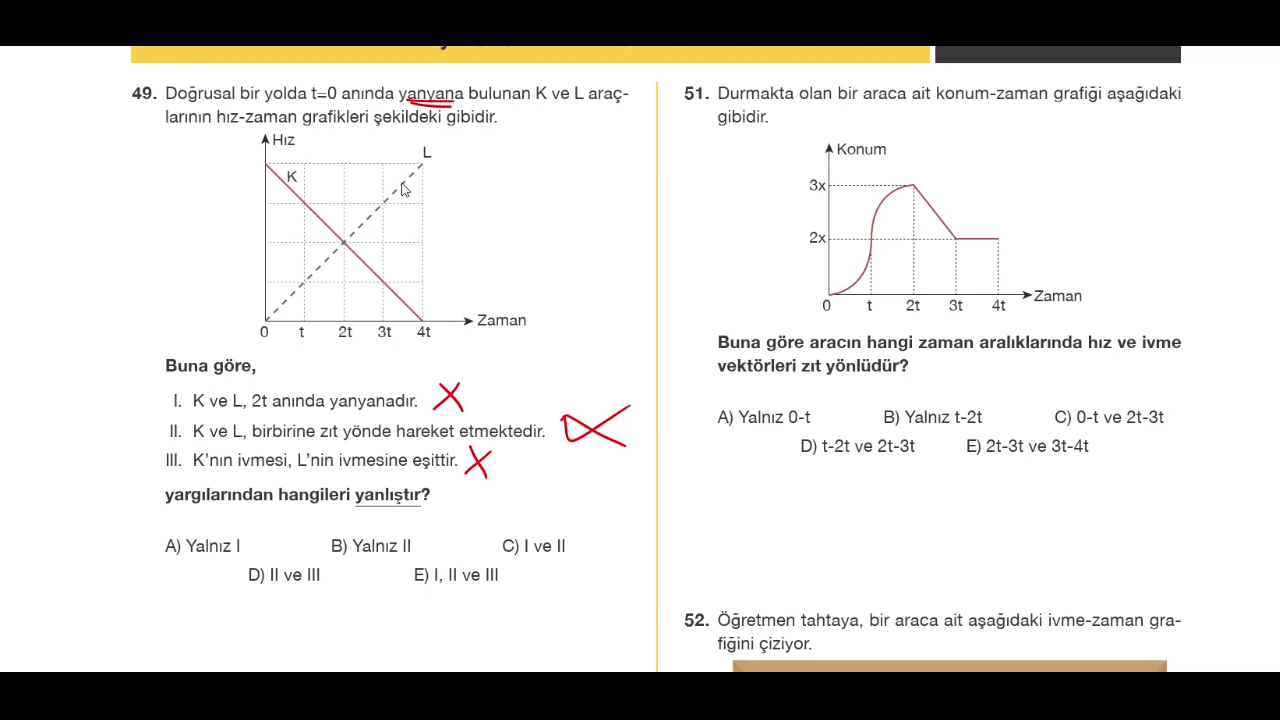 49. Doğrusal bir yolda t=0 anında yanyana bulunan K ve L araç-
larının hız-zaman grafikleri şekildeki gibidir.
Hız
L
K
Zaman
0 t 2t 3t 4t
Buna göre,
I. K ve L, 2t anında yanyanadır.
II. K ve L, birbirine zıt yönde hareket etmektedir.
III. K'nın ivmesi, L'nin ivmesine eşittir.
yargılarından hangileri yanlıştır?
A) Yalnız I B) Yalnız II C) I ve II
D) II ve III E) I, II ve III
51. Durmakta olan bir araca ait konum-zaman grafiği aşağıdaki
gibidir.
Konum
3x
2x
Zaman
0 t 2t 3t 4t
Buna göre aracın hangi zaman aralıklarında hız ve ivme
vektörleri zıt yönlüdür?
A) Yalnız 0-t B) Yalnız t-2t C) 0-t ve 2t-3t
D) t-2t ve 2t-3t E) 2t-3t ve 3t-4t
52. Öğretmen tahtaya, bir araca ait aşağıdaki ivme-zaman gra-
fiğini çiziyor.